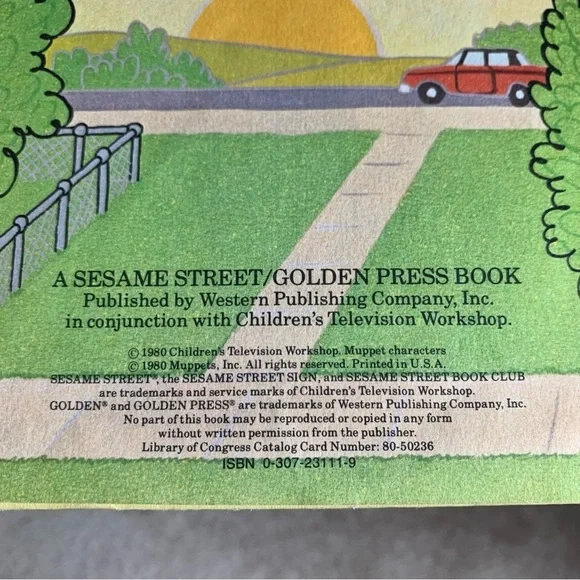 A SESAME STREET/GOLDEN PRESS BOOK
Published by Western Publishing Company, Inc.
in conjunction with Children's Television Workshop.
© 1980 Children's Television Workshop. Muppet characters
© 1980 Muppets, Inc. All rights reserved. Printed in U.S.A.
SESAME STREET®, the SESAME STREET SIGN, and SESAME STREET BOOK CLUB
are trademarks and service marks of Children's Television Workshop.
GOLDEN® and GOLDEN PRESS® are trademarks of Western Publishing Company, Inc.
No part of this book may be reproduced or copied in any form
without written permission from the publisher.
Library of Congress Catalog Card Number: 80-50236
ISBN 0-307-23111-9